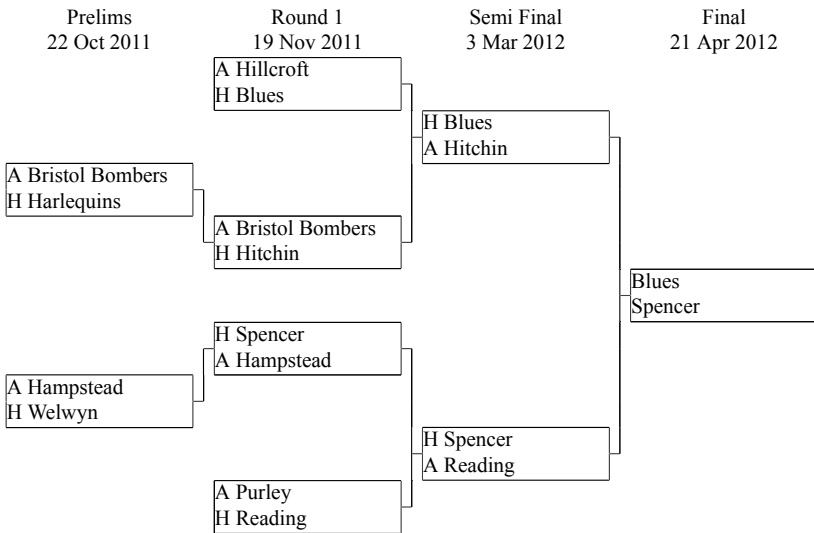 Prelims
22 Oct 2011
Round 1
19 Nov 2011
Semi Final
3 Mar 2012
Final
21 Apr 2012
A Hillcroft
H Blues
H Blues
A Hitchin
A Bristol Bombers
H Harlequins
A Bristol Bombers
H Hitchin
Blues
Spencer
H Spencer
A Hampstead
A Hampstead
H Welwyn
H Spencer
A Reading
A Purley
H Reading